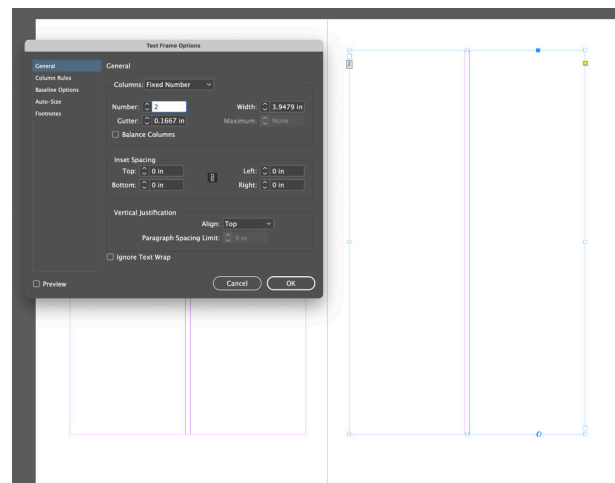 Text Frame Options
General
Column Rules
Baseline Options
Auto-Size
Footnotes
General
Columns: Fixed Number
Number: 2 Width: 3.9479 in
Gutter: 0.1667 in Maximum: None
Balance Columns
Inset Spacing
Top: 0 in Left: 0 in
Bottom: 0 in Right: 0 in
Vertical Justification
Align: Top
Paragraph Spacing Limit: 0 in
Ignore Text Wrap
Preview Cancel OK